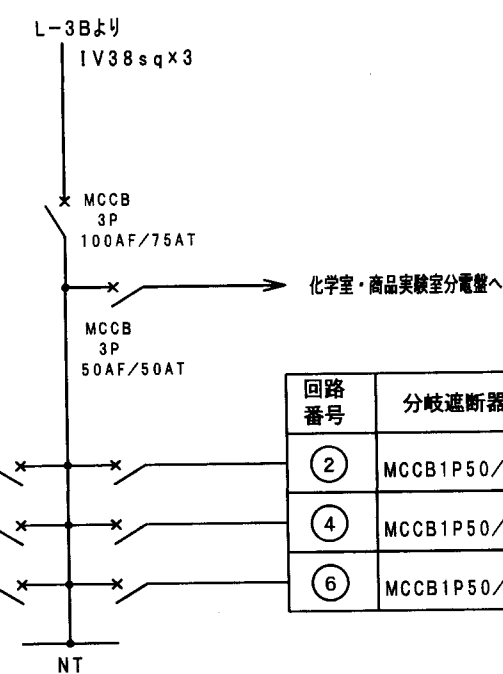 L-3Bより
IV38sq×3
MCCB
3P
100AF/75AT
化学室・商品実験室分電盤へ
MCCB
3P
50AF/50AT
回路
番号
分岐遮断器
② MCCB1P50/
④ MCCB1P50/
⑥ MCCB1P50/
NT